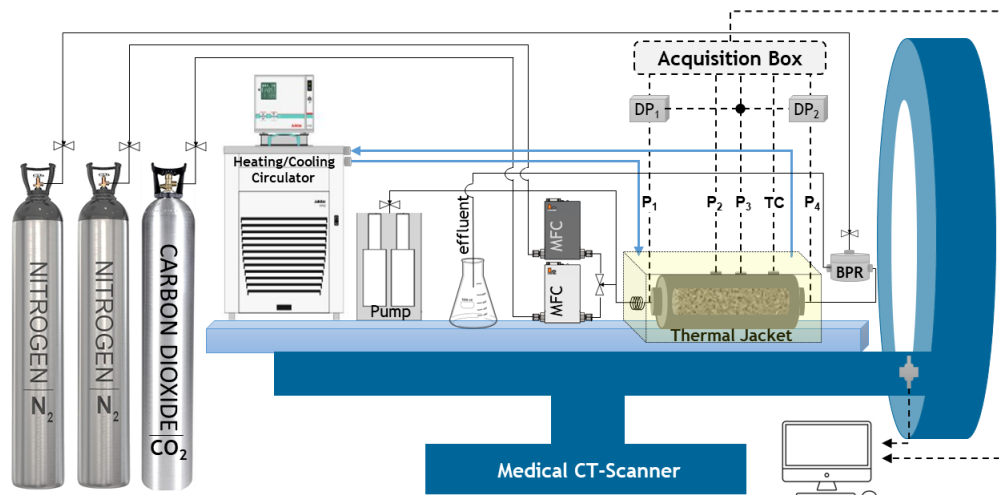 Acquisition Box
DP1
DP2
Heating/Cooling
Circulator
P1
P2
P3
TC
P4
effluent
MFC
MFC
BPR
Pump
Thermal Jacket
NITROGEN
N2
NITROGEN
N2
CARBON DIOXIDE
CO2
Medical CT-Scanner